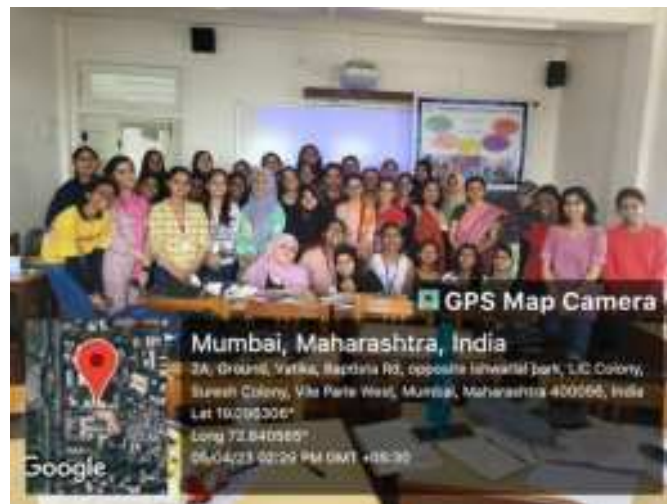 GPS Map Camera
Mumbai, Maharashtra, India
2A, Ground, Vatika, Baptista Rd, opposite Ishwarlal park, LIC Colony,
Suresh Colony, Vile Parle West, Mumbai, Maharashtra 400056, India
Lat 19.096306°
Long 72.840565°
05/04/23 02:29 PM GMT +05:30
Google